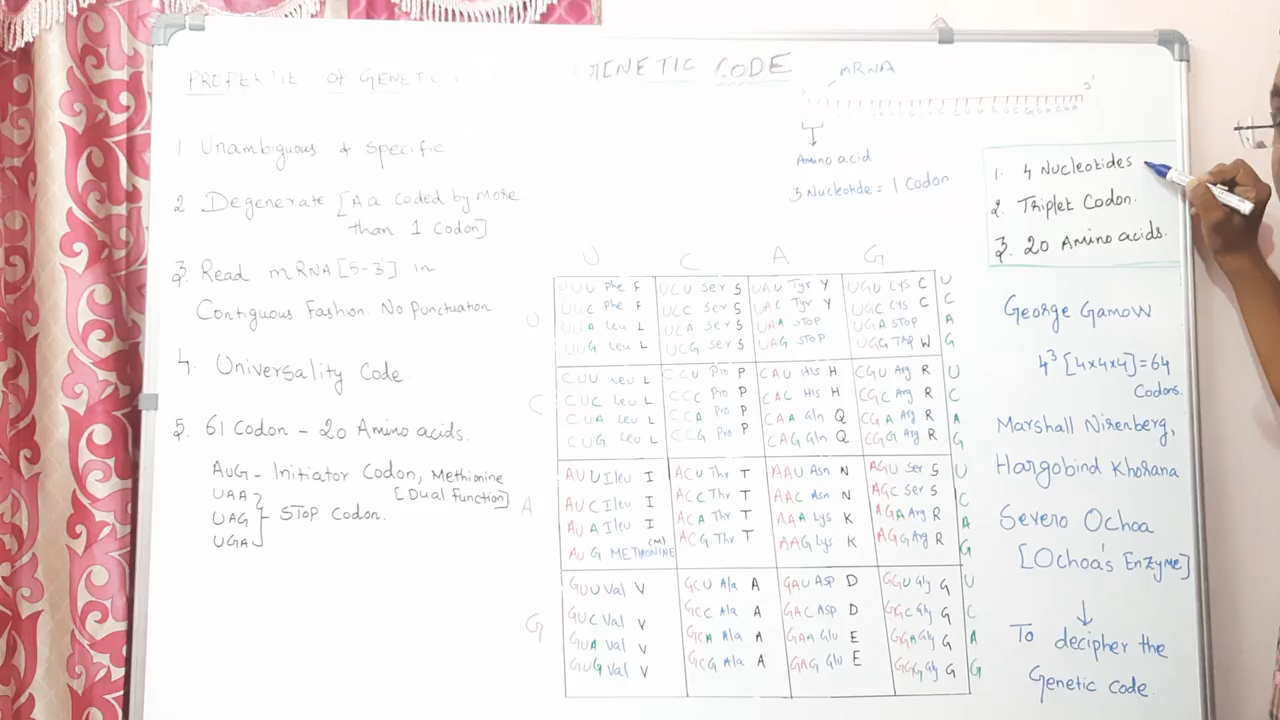 PROPERTIE of GENETIC
GENETIC CODE
1 Unambiguous & Specific
2 Degenerate [Aa Coded by More
than 1 Codon]
3. Read mRNA [5-3'] in
Contiguous Fashion. No Punctuation
4. Universality Code.
5. 61 Codon - 20 Amino acids.
AUG - Initiator Codon, Methionine
[Dual Function]
UAA
UAG - STOP Codon.
UGA
mRNA
3'
Amino acid
3 Nucleotide = 1 Codon
U C A G
U
UUU Phe F UCU Ser S UAU Tyr Y UGU Cys C U
UUC Phe F UCC Ser S UAC Tyr Y UGC Cys C C
UUA Leu L UCA Ser S UAA STOP UGA STOP A
UUG Leu L UCG Ser S UAG STOP UGG Trp W G
C
CUU Leu L CCU Pro P CAU His H CGU Arg R U
CUC Leu L CCC Pro P CAC His H CGC Arg R C
CUA Leu L CCA Pro P CAA Gln Q CGA Arg R A
CUG Leu L CCG Pro P CAG Gln Q CGG Arg R G
A
AUU Ileu I ACU Thr T AAU Asn N AGU Ser S U
AUC Ileu I ACC Thr T AAC Asn N AGC Ser S C
AUA Ileu I ACA Thr T AAA Lys K AGA Arg R A
(M)
AUG METHONINE ACG Thr T AAG Lys K AGG Arg R G
G
GUU Val V GCU Ala A GAU Asp D GGU Gly G U
GUC Val V GCC Ala A GAC Asp D GGC Gly G C
GUA Val V GCA Ala A GAA Glu E GGA Gly G A
GUG Val V GCG Ala A GAG Glu E GGG Gly G G
1. 4 Nucleotides
2. Triplet Codon.
3. 20 Amino acids.
George Gamow
4³ [4x4x4] = 64
Codons.
Marshall Nirenberg,
Hargobind Khorana
Severo Ochoa
[Ochoa's Enzyme]
To decipher the
Genetic code.